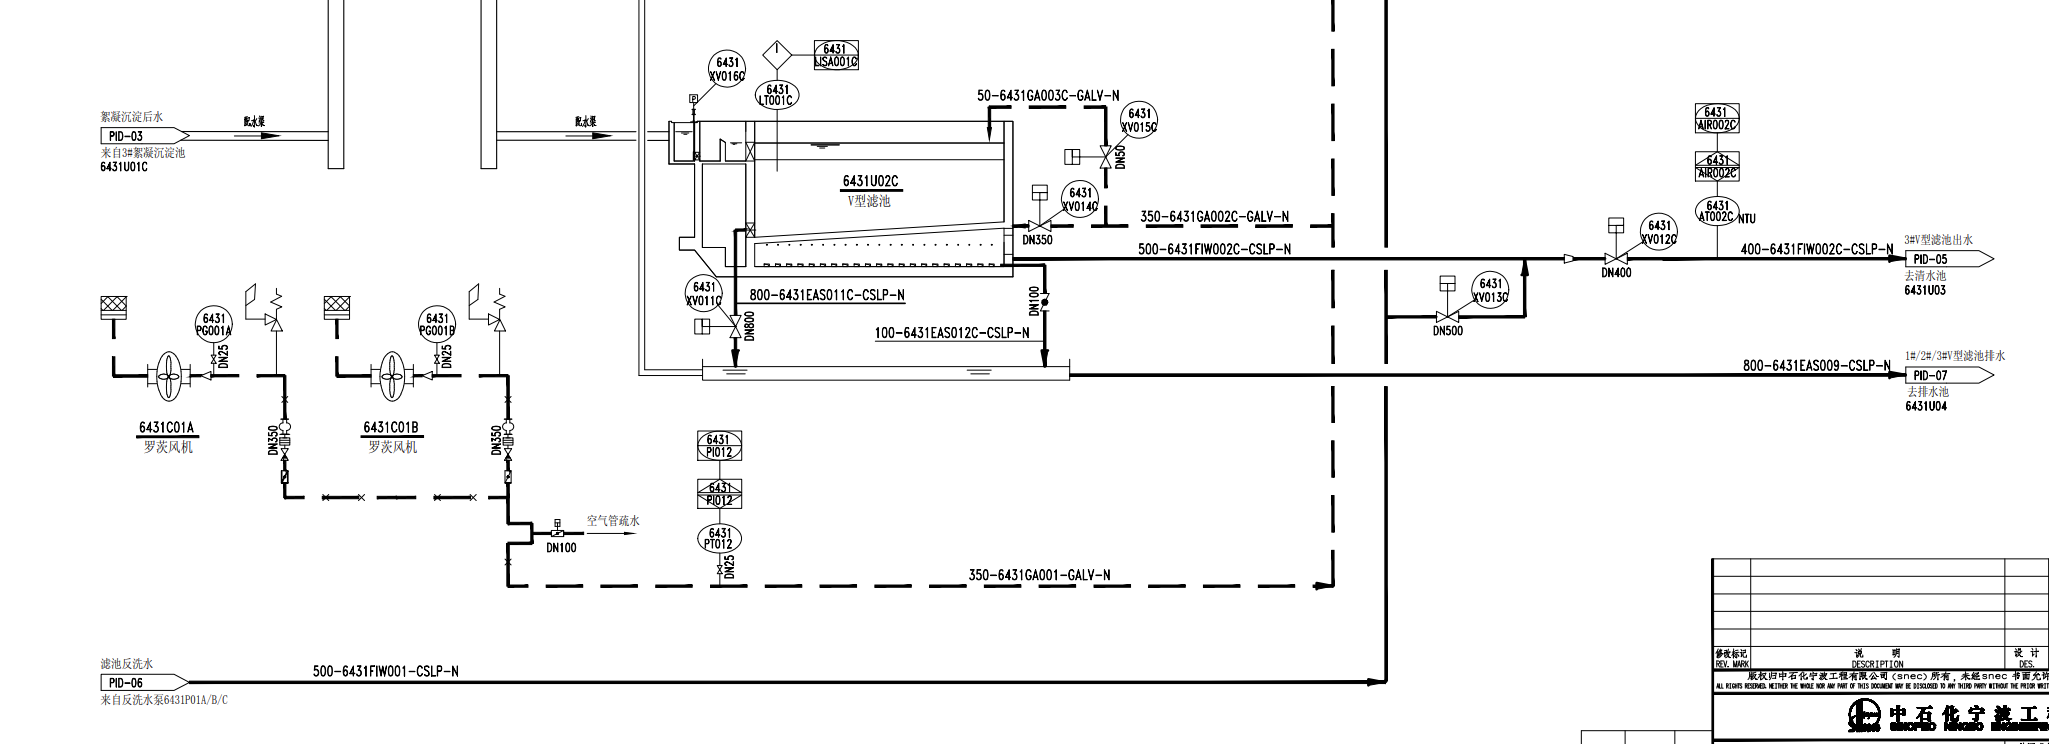 6431
LISA001C
I
6431
XV016C
6431
LT001C
50-6431GA003C-GALV-N
6431
XV015C
DN50
絮凝沉淀后水
PID-03
来自3#絮凝沉淀池
6431U01C
配水渠
配水渠
P
6431U02C
V型滤池
6431
XV014C
DN350
350-6431GA002C-GALV-N
500-6431FIW002C-CSLP-N
6431
AIR002C
6431
AIR002C
6431
AT002C
NTU
6431
XV012C
DN400
400-6431FIW002C-CSLP-N
3#V型滤池出水
PID-05
去清水池
6431U03
6431
XV013C
DN500
6431
XV011C
800-6431EAS011C-CSLP-N
DN800
DN100
100-6431EAS012C-CSLP-N
800-6431EAS009-CSLP-N
1#/2#/3#V型滤池排水
PID-07
去排水池
6431U04
6431
PG001A
DN25
6431
PG001B
DN25
6431C01A
罗茨风机
DN350
6431C01B
罗茨风机
DN350
6431
PI012
6431
PI012
6431
PT012
DN25
空气管疏水
DN100
350-6431GA001-GALV-N
滤池反洗水
PID-06
来自反洗水泵6431P01A/B/C
500-6431FIW001-CSLP-N
修改标记
REV. MARK
说 明
DESCRIPTION
设 计
DES.
版权归中石化宁波工程有限公司(snec)所有,未经snec 书面允许
ALL RIGHTS RESERVED. NEITHER THE WHOLE NOR ANY PART OF THIS DOCUMENT MAY BE DISCLOSED TO ANY THIRD PARTY WITHOUT THE PRIOR WRIT
中石化宁波工程
SINOPEC NINGBO ENGINEERING